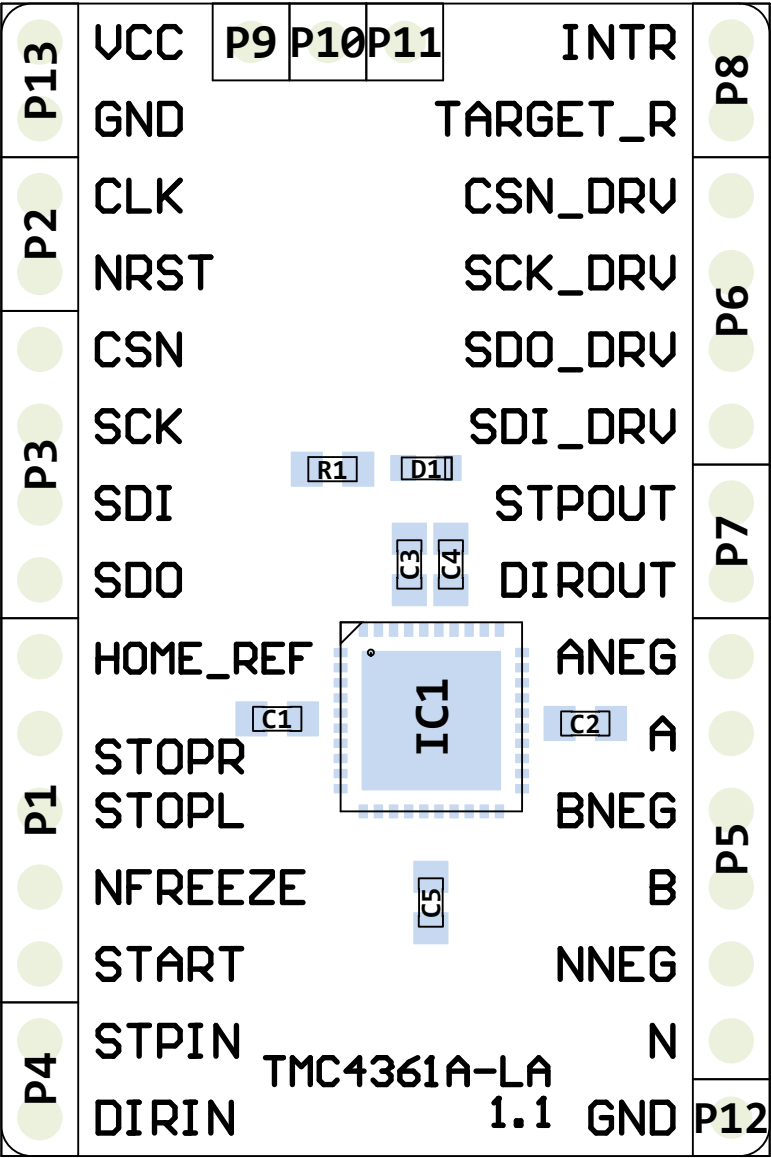 P13 VCC P9 P10 P11 INTR P8
GND TARGET_R
P2 CLK CSN_DRV
NRST SCK_DRV P6
CSN SDO_DRV
P3 SCK SDI_DRV
R1 D1
SDI STPOUT P7
C3 C4
SDO DIROUT
HOME_REF ANEG
C1 IC1 C2 A
STOPR
P1 STOPL BNEG P5
NFREEZE C5 B
START NNEG
STPIN N
P4 TMC4361A-LA
DIRIN 1.1 GND P12